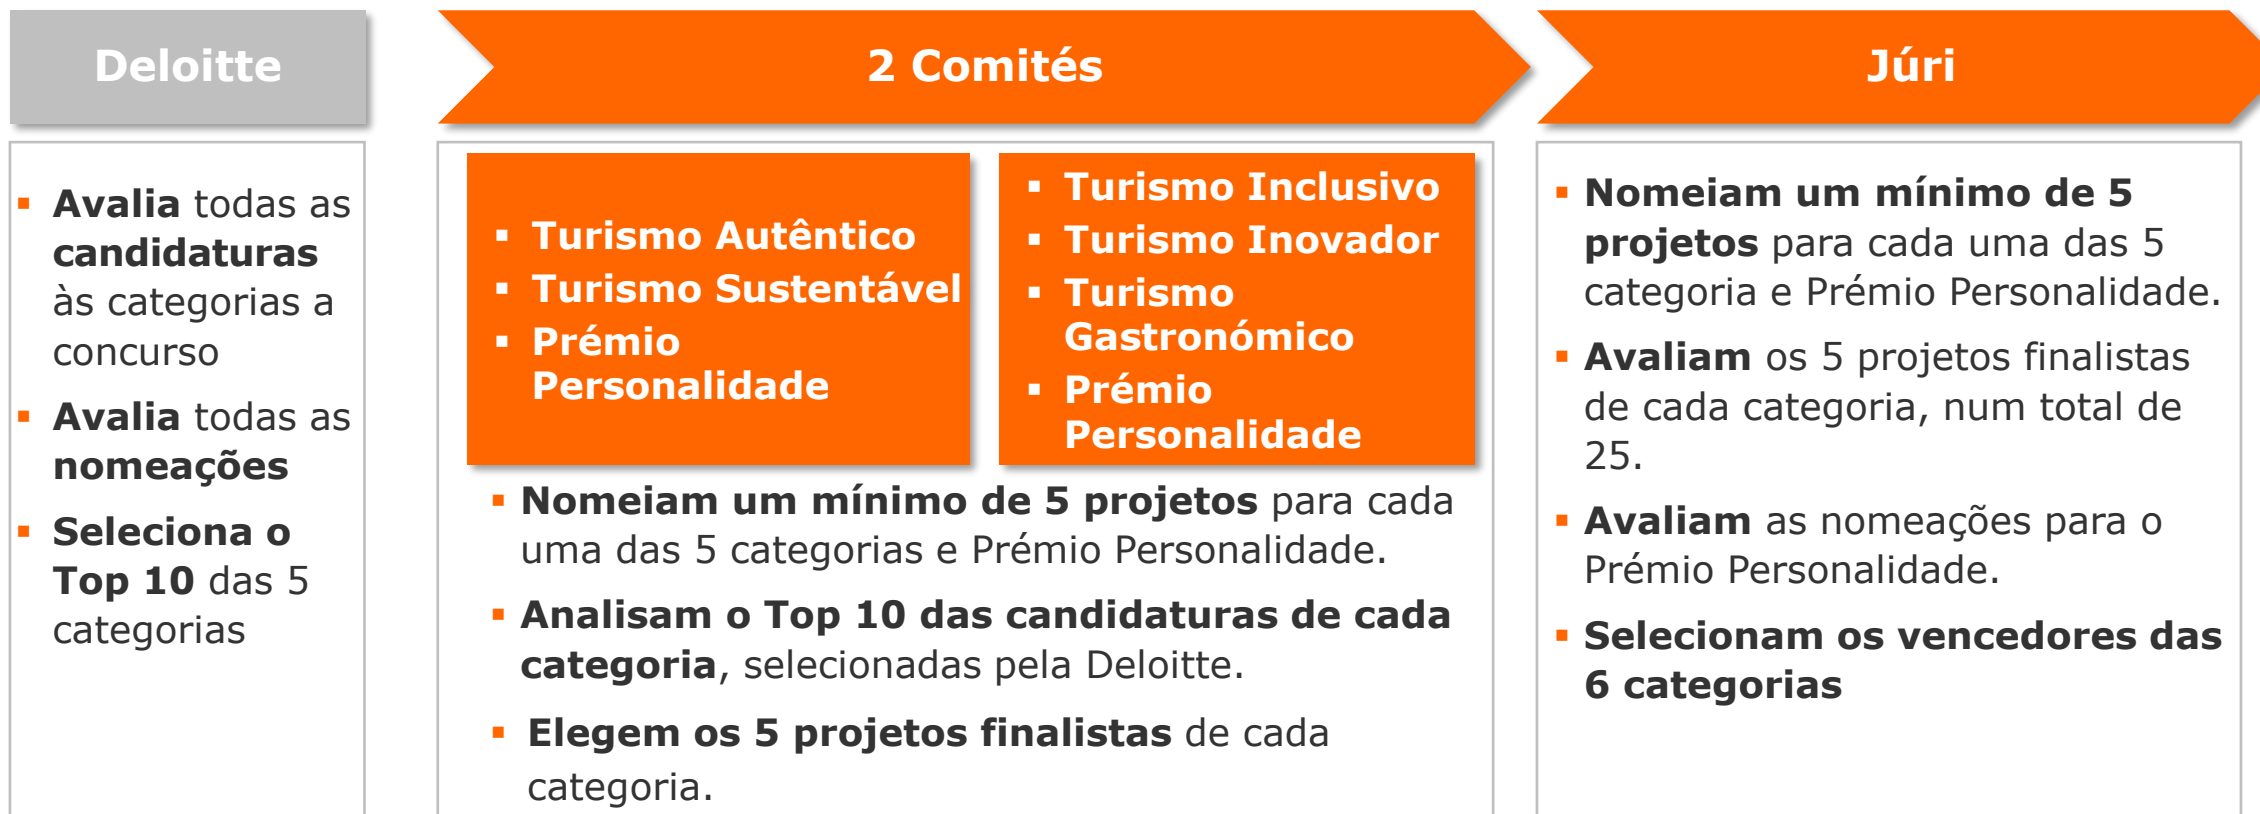 Deloitte
▪ Avalia todas as
candidaturas
às categorias a
concurso
▪ Avalia todas as
nomeações
▪ Seleciona o
Top 10 das 5
categorias
2 Comités
▪ Turismo Autêntico
▪ Turismo Sustentável
▪ Prémio
Personalidade
▪ Turismo Inclusivo
▪ Turismo Inovador
▪ Turismo
Gastronómico
▪ Prémio
Personalidade
▪ Nomeiam um mínimo de 5 projetos para cada
uma das 5 categorias e Prémio Personalidade.
▪ Analisam o Top 10 das candidaturas de cada
categoria, selecionadas pela Deloitte.
▪ Elegem os 5 projetos finalistas de cada
categoria.
Júri
▪ Nomeiam um mínimo de 5
projetos para cada uma das 5
categoria e Prémio Personalidade.
▪ Avaliam os 5 projetos finalistas
de cada categoria, num total de
25.
▪ Avaliam as nomeações para o
Prémio Personalidade.
▪ Selecionam os vencedores das
6 categorias